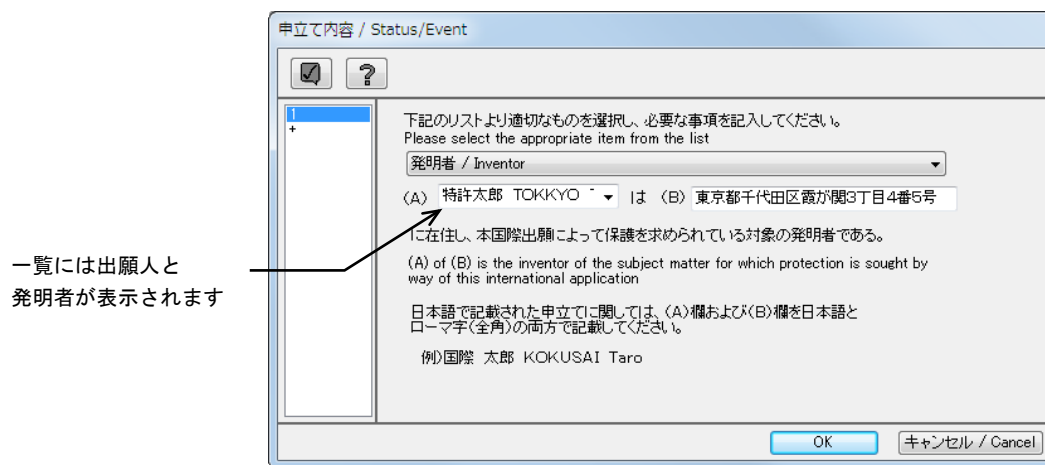 申立て内容 / Status/Event
1
+
下記のリストより適切なものを選択し、必要な事項を記入してください。
Please select the appropriate item from the list
発明者 / Inventor
(A) 特許太郎 TOKKYO は (B) 東京都千代田区霞が関3丁目4番5号
に在住し、本国際出願によって保護を求められている対象の発明者である。
(A) of (B) is the inventor of the subject matter for which protection is sought by
way of this international application
日本語で記載された申立てに関しては、(A)欄および(B)欄を日本語と
ローマ字(全角)の両方で記載してください。
例)国際 太郎 KOKUSAI Taro
OK
キャンセル / Cancel
一覧には出願人と
発明者が表示されます